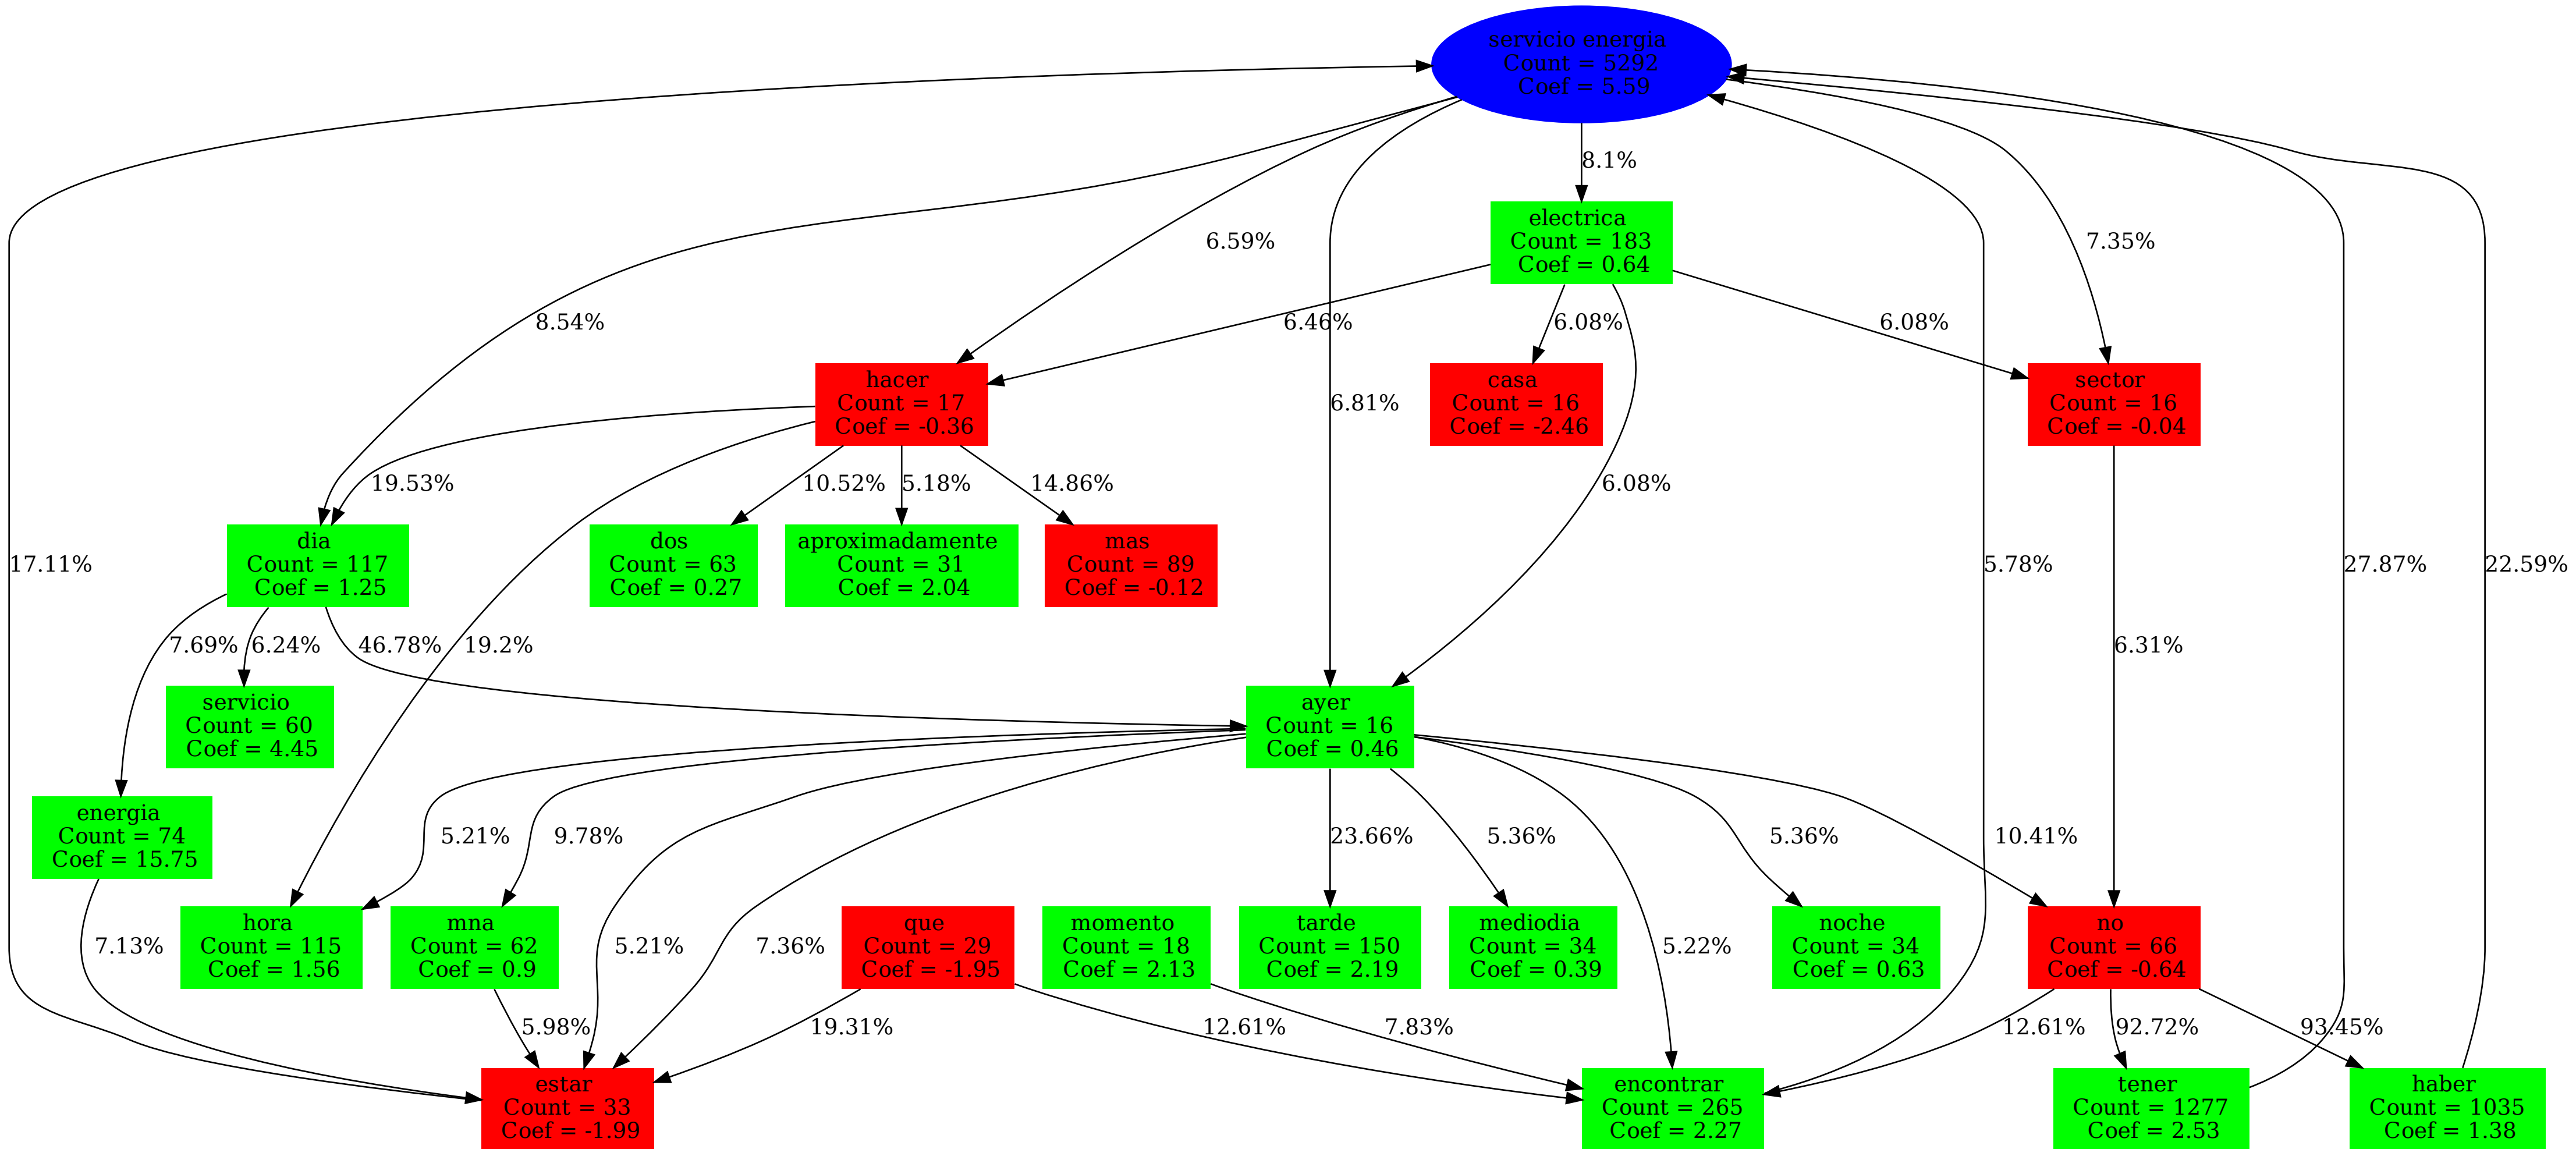 servicio energia
Count = 5292
Coef = 5.59
8.1%
electrica
Count = 183
Coef = 0.64
6.59%
7.35%
8.54%
6.46%
6.08%
6.08%
hacer
Count = 17
Coef = -0.36
6.81%
casa
Count = 16
Coef = -2.46
sector
Count = 16
Coef = -0.04
19.53%
10.52%
5.18%
14.86%
6.08%
17.11%
dia
Count = 117
Coef = 1.25
dos
Count = 63
Coef = 0.27
aproximadamente
Count = 31
Coef = 2.04
mas
Count = 89
Coef = -0.12
5.78%
27.87%
22.59%
7.69%
6.24%
46.78%
19.2%
6.31%
servicio
Count = 60
Coef = 4.45
ayer
Count = 16
Coef = 0.46
energia
Count = 74
Coef = 15.75
5.21%
9.78%
23.66%
5.36%
5.36%
10.41%
7.13%
hora
Count = 115
Coef = 1.56
mna
Count = 62
Coef = 0.9
5.21%
7.36%
que
Count = 29
Coef = -1.95
momento
Count = 18
Coef = 2.13
tarde
Count = 150
Coef = 2.19
mediodia
Count = 34
Coef = 0.39
5.22%
noche
Count = 34
Coef = 0.63
no
Count = 66
Coef = -0.64
5.98%
19.31%
12.61%
7.83%
12.61%
92.72%
93.45%
estar
Count = 33
Coef = -1.99
encontrar
Count = 265
Coef = 2.27
tener
Count = 1277
Coef = 2.53
haber
Count = 1035
Coef = 1.38